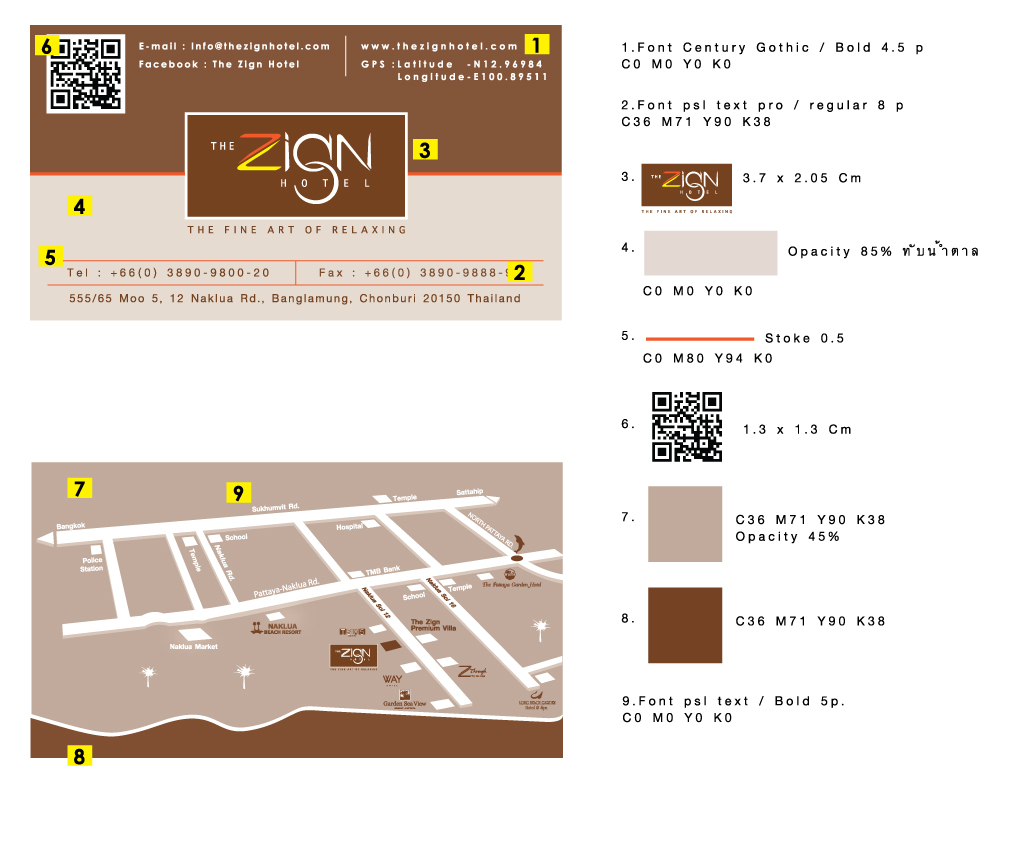 6
E-mail : Info@thezignhotel.com
Facebook : The Zign Hotel
www.thezignhotel.com
1
GPS : Latitude -N12.96984
Longitude-E100.89511
THE Zign
HOTEL
3
THE FINE ART OF RELAXING
4
5
Tel : +66(0) 3890-9800-20
Fax : +66(0) 3890-9888-9
2
555/65 Moo 5, 12 Naklua Rd., Banglamung, Chonburi 20150 Thailand
1.Font Century Gothic / Bold 4.5 p
C0 M0 Y0 K0
2.Font psl text pro / regular 8 p
C36 M71 Y90 K38
3.
THE Zign
HOTEL
THE FINE ART OF RELAXING
3.7 x 2.05 Cm
4.
Opacity 85% ทับน้ำตาล
C0 M0 Y0 K0
5.
Stoke 0.5
C0 M80 Y94 K0
6.
1.3 x 1.3 Cm
7.
C36 M71 Y90 K38
Opacity 45%
8.
C36 M71 Y90 K38
9.Font psl text / Bold 5p.
C0 M0 Y0 K0
7
9
Bangkok
Sukhumvit Rd.
Temple
Sattahip
Police
Station
Temple
School
Naklua Rd.
Hospital
NORTH PATTAYA RD.
Pattaya-Naklua Rd.
TMB Bank
Naklua Soi 12
School
Naklua Soi 16
Temple
The Pattaya Garden Hotel
NAKLUA
BEACH RESORT
Naklua Market
The Zign
Premium Villa
THE Zign
HOTEL
THE FINE ART OF RELAXING
Z Through
WAY
Garden Sea View
LONG BEACH GARDEN
Hotel & Spa
8